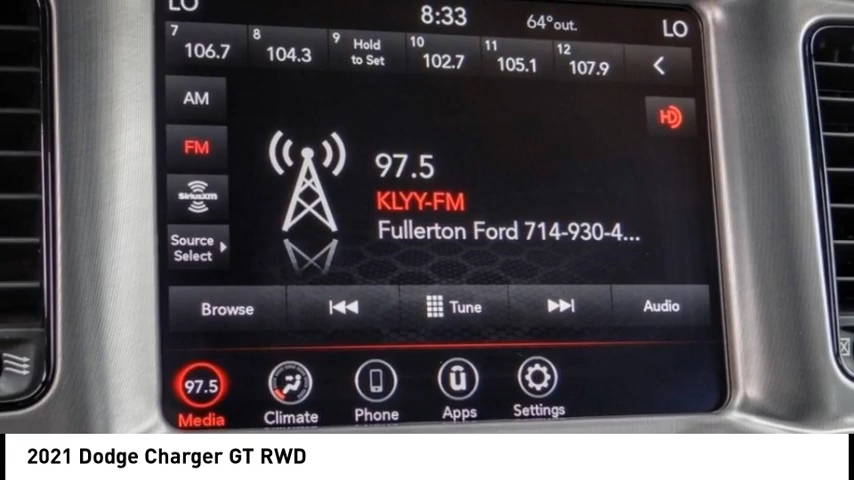 LO
8:33
64°out.
LO
7
106.7
8
104.3
9
Hold
to Set
10
102.7
11
105.1
12
107.9
AM
HD
FM
97.5
SiriusXM
KLYY-FM
Fullerton Ford 714-930-4...
Source
Select
Browse
Tune
Audio
97.5
Media
Climate
Phone
ū
Apps
Settings
2021 Dodge Charger GT RWD